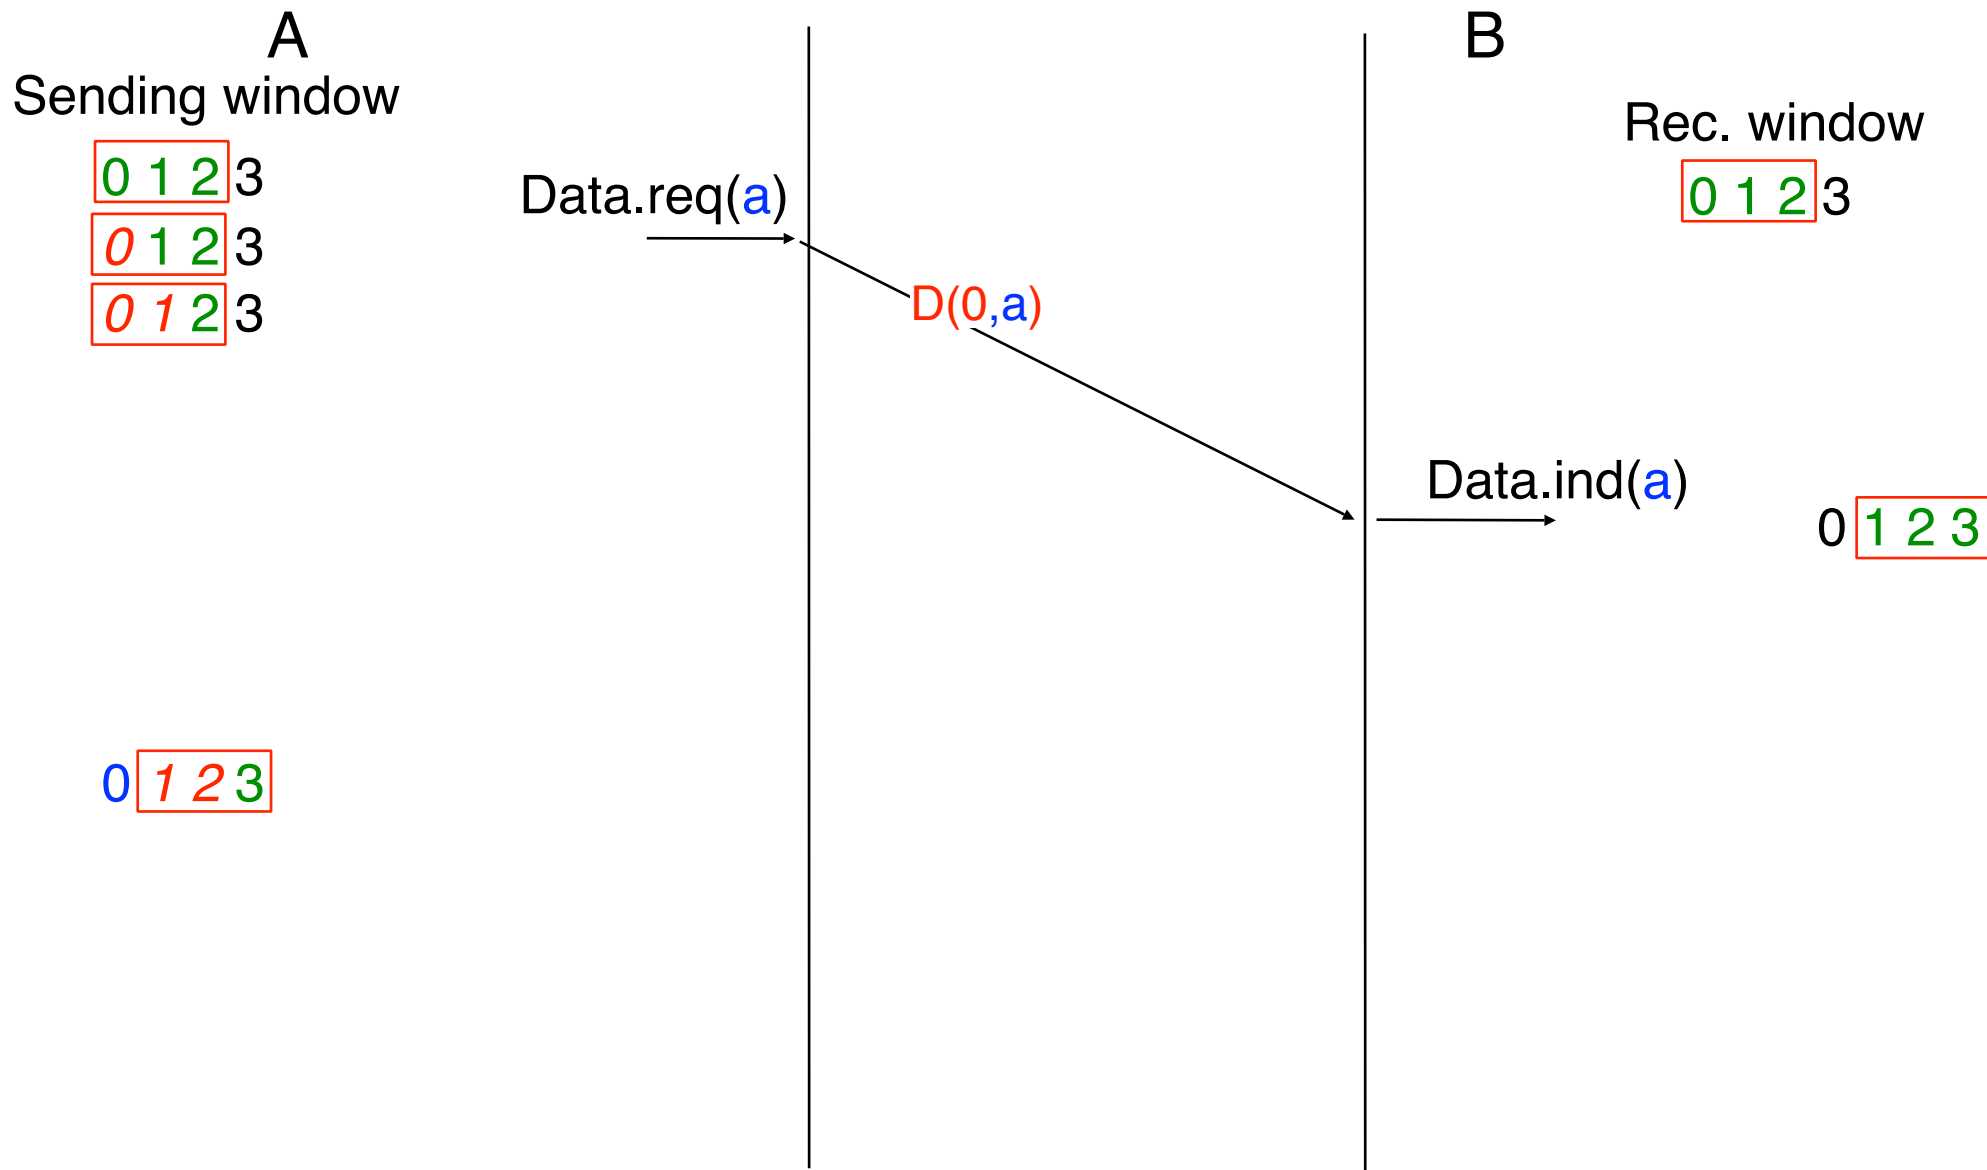 A
Sending window
0 1 2 3
0 1 2 3
0 1 2 3
Data.req(a)
D(0,a)
B
Rec. window
0 1 2 3
Data.ind(a)
0 1 2 3
0 1 2 3